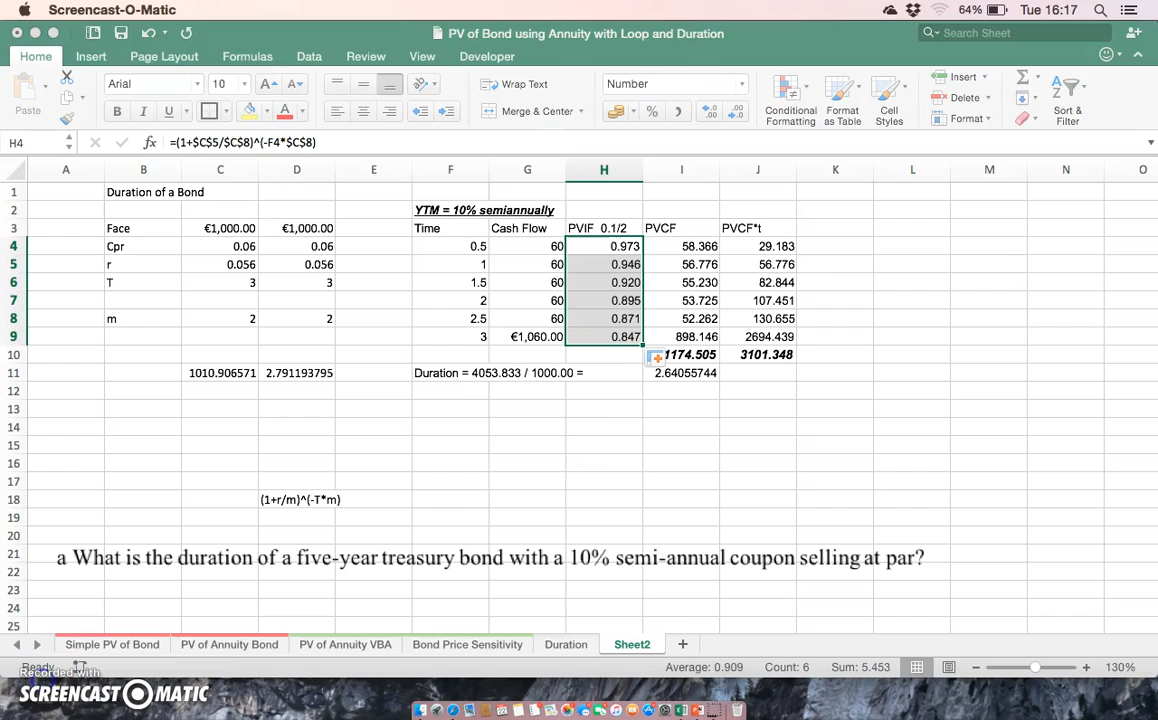 Screencast-O-Matic 64% Tue 16:17
PV of Bond using Annuity with Loop and Duration Search Sheet
Home Insert Page Layout Formulas Data Review View Developer
Paste Arial 10 Wrap Text Number Insert
B I U Merge & Center % Conditional Formatting Format as Table Cell Styles Delete Format Sort & Filter
H4 fx =(1+$C$5/$C$8)^(-F4*$C$8)
A B C D E F G H I J K L M N O
1 Duration of a Bond
2 YTM = 10% semiannually
3 Face €1,000.00 €1,000.00 Time Cash Flow PVIF 0.1/2 PVCF PVCF*t
4 Cpr 0.06 0.06 0.5 60 0.973 58.366 29.183
5 r 0.056 0.056 1 60 0.946 56.776 56.776
6 T 3 3 1.5 60 0.920 55.230 82.844
7 2 60 0.895 53.725 107.451
8 m 2 2 2.5 60 0.871 52.262 130.655
9 3 €1,060.00 0.847 898.146 2694.439
10 1174.505 3101.348
11 1010.906571 2.791193795 Duration = 4053.833 / 1000.00 = 2.64055744
12
13
14
15
16
17
18 (1+r/m)^(-T*m)
19
20
21 a What is the duration of a five-year treasury bond with a 10% semi-annual coupon selling at par?
22
23
24
25
Simple PV of Bond PV of Annuity Bond PV of Annuity VBA Bond Price Sensitivity Duration Sheet2
Ready Average: 0.909 Count: 6 Sum: 5.453 130%
Recorded with
SCREENCAST-O-MATIC